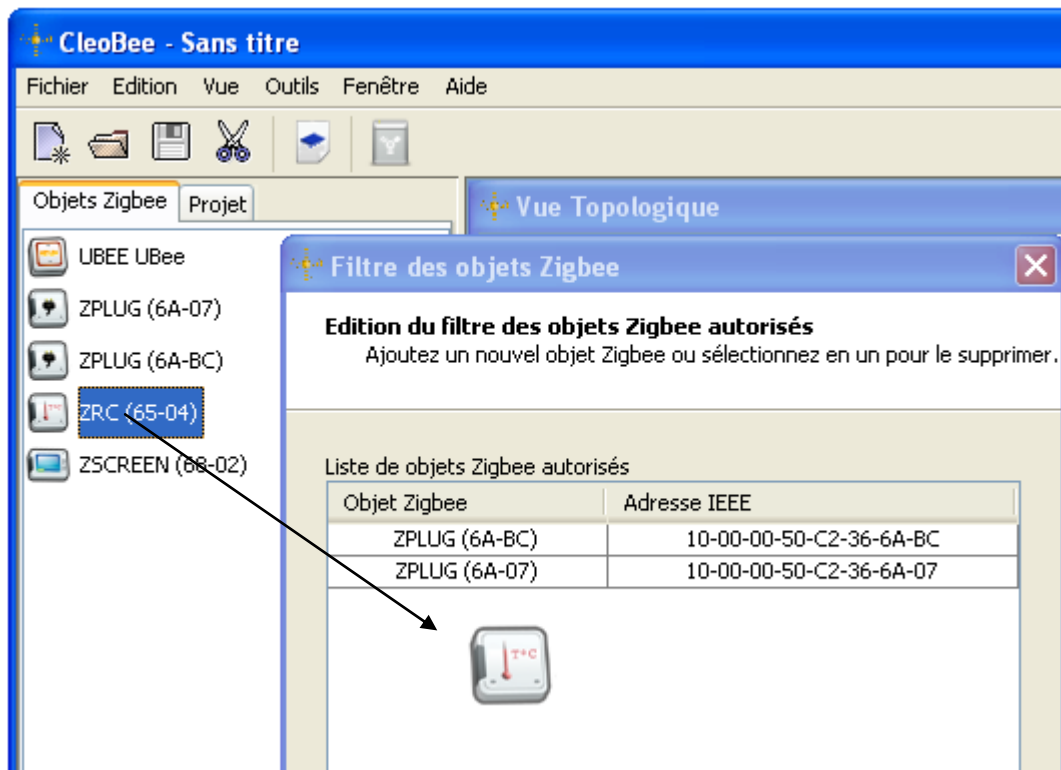 CleoBee - Sans titre
Fichier Edition Vue Outils Fenêtre Aide
Objets Zigbee Projet
Vue Topologique
UBEE UBee
ZPLUG (6A-07)
ZPLUG (6A-BC)
ZRC (65-04)
ZSCREEN (68-02)
Filtre des objets Zigbee
Edition du filtre des objets Zigbee autorisés
Ajoutez un nouvel objet Zigbee ou sélectionnez en un pour le supprimer.
Liste de objets Zigbee autorisés
Objet Zigbee Adresse IEEE
ZPLUG (6A-BC) 10-00-00-50-C2-36-6A-BC
ZPLUG (6A-07) 10-00-00-50-C2-36-6A-07
T°C